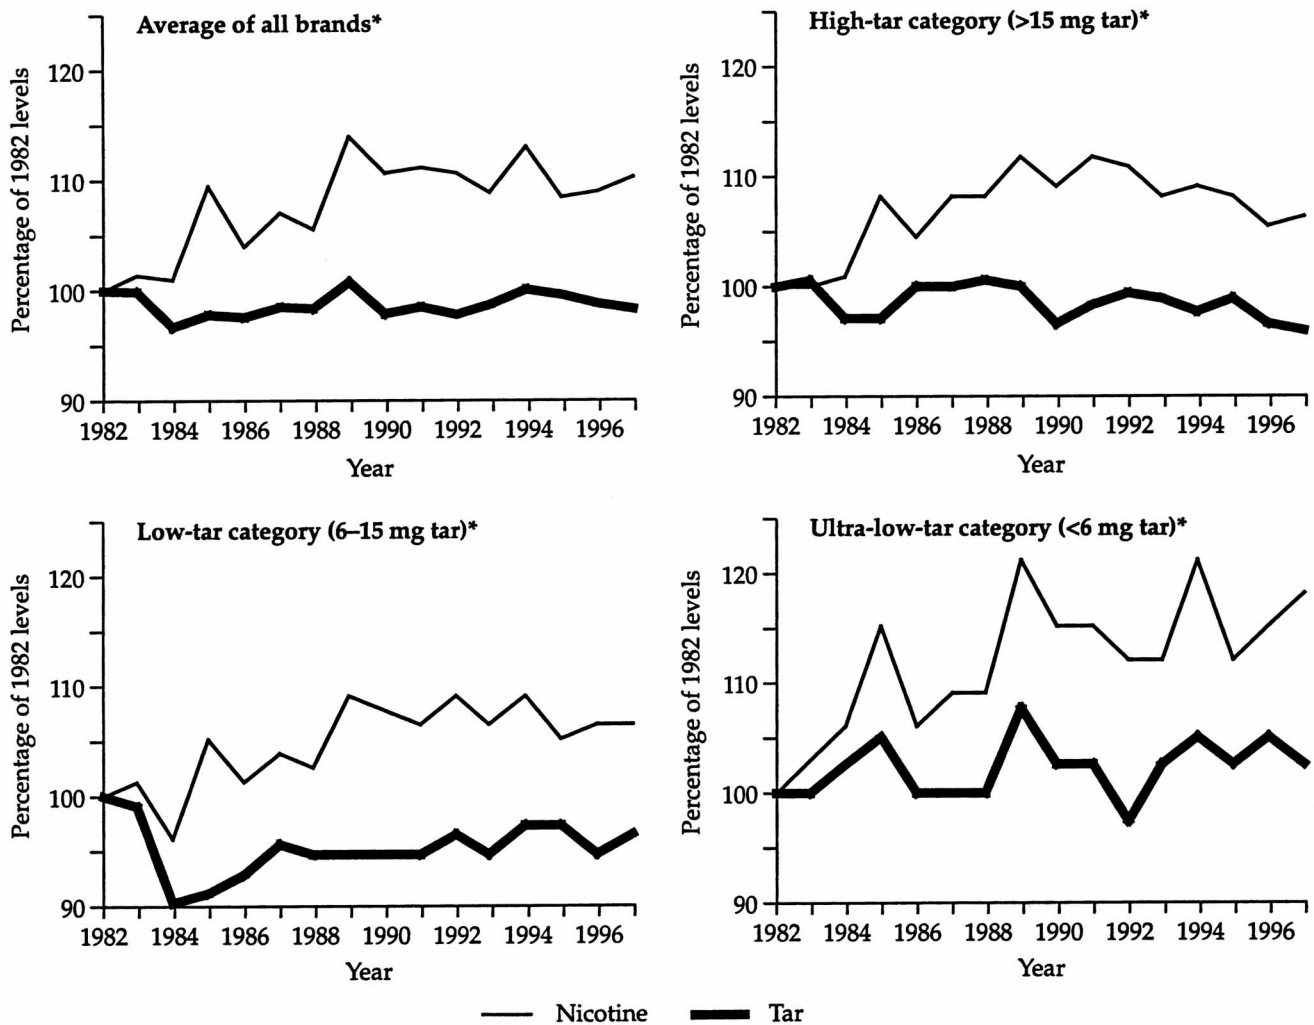 Average of all brands*
Percentage of 1982 levels
120
110
100
90
1982 1984 1986 1988 1990 1992 1994 1996
Year
High-tar category (>15 mg tar)*
Percentage of 1982 levels
120
110
100
90
1982 1984 1986 1988 1990 1992 1994 1996
Year
Low-tar category (6–15 mg tar)*
Percentage of 1982 levels
120
110
100
90
1982 1984 1986 1988 1990 1992 1994 1996
Year
Ultra-low-tar category (<6 mg tar)*
Percentage of 1982 levels
120
110
100
90
1982 1984 1986 1988 1990 1992 1994 1996
Year
Nicotine Tar